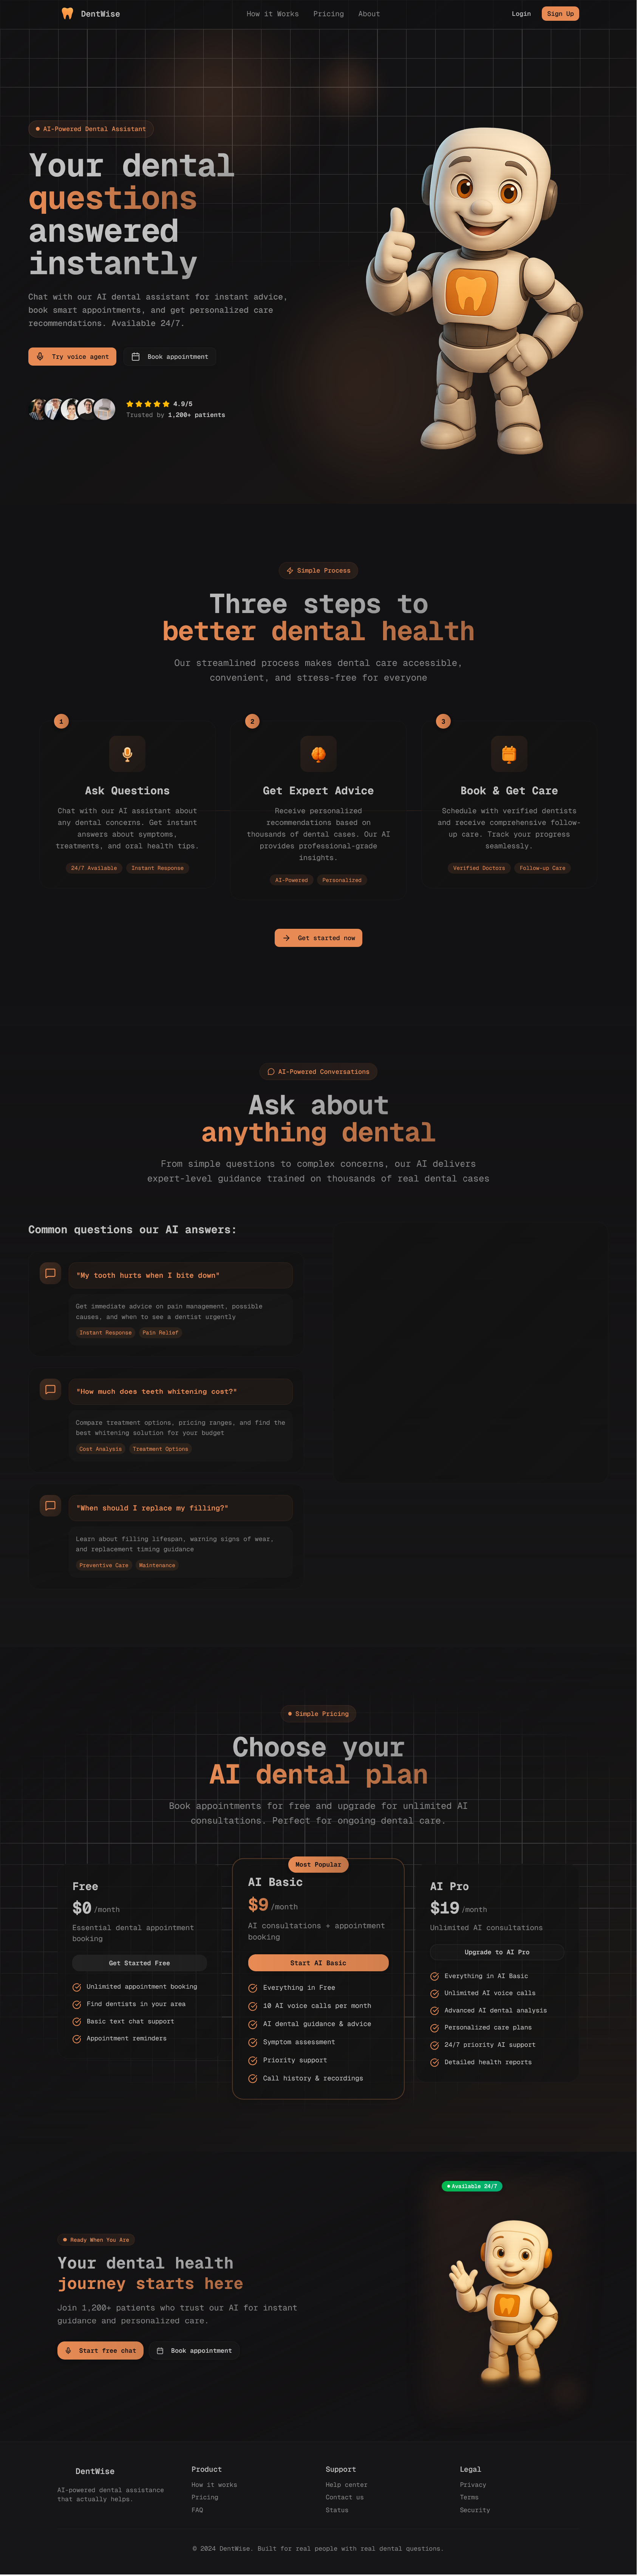 DentWise
How it Works Pricing About
Login Sign Up
AI-Powered Dental Assistant
Your dental
questions
answered
instantly
Chat with our AI dental assistant for instant advice,
book smart appointments, and get personalized care
recommendations. Available 24/7.
Try voice agent Book appointment
4.9/5
Trusted by 1,200+ patients
Simple Process
Three steps to
better dental health
Our streamlined process makes dental care accessible,
convenient, and stress-free for everyone
1
Ask Questions
Chat with our AI assistant about
any dental concerns. Get instant
answers about symptoms,
treatments, and oral health tips.
24/7 Available Instant Response
2
Get Expert Advice
Receive personalized
recommendations based on
thousands of dental cases. Our AI
provides professional-grade
insights.
AI-Powered Personalized
3
Book & Get Care
Schedule with verified dentists
and receive comprehensive follow-
up care. Track your progress
seamlessly.
Verified Doctors Follow-up Care
Get started now
AI-Powered Conversations
Ask about
anything dental
From simple questions to complex concerns, our AI delivers
expert-level guidance trained on thousands of real dental cases
Common questions our AI answers:
"My tooth hurts when I bite down"
Get immediate advice on pain management, possible
causes, and when to see a dentist urgently
Instant Response Pain Relief
"How much does teeth whitening cost?"
Compare treatment options, pricing ranges, and find the
best whitening solution for your budget
Cost Analysis Treatment Options
"When should I replace my filling?"
Learn about filling lifespan, warning signs of wear,
and replacement timing guidance
Preventive Care Maintenance
Simple Pricing
Choose your
AI dental plan
Book appointments for free and upgrade for unlimited AI
consultations. Perfect for ongoing dental care.
Free
$0 /month
Essential dental appointment
booking
Get Started Free
Unlimited appointment booking
Find dentists in your area
Basic text chat support
Appointment reminders
Most Popular
AI Basic
$9 /month
AI consultations + appointment
booking
Start AI Basic
Everything in Free
10 AI voice calls per month
AI dental guidance & advice
Symptom assessment
Priority support
Call history & recordings
AI Pro
$19 /month
Unlimited AI consultations
Upgrade to AI Pro
Everything in AI Basic
Unlimited AI voice calls
Advanced AI dental analysis
Personalized care plans
24/7 priority AI support
Detailed health reports
Available 24/7
Ready When You Are
Your dental health
journey starts here
Join 1,200+ patients who trust our AI for instant
guidance and personalized care.
Start free chat Book appointment
DentWise
AI-powered dental assistance
that actually helps.
Product
How it works
Pricing
FAQ
Support
Help center
Contact us
Status
Legal
Privacy
Terms
Security
© 2024 DentWise. Built for real people with real dental questions.